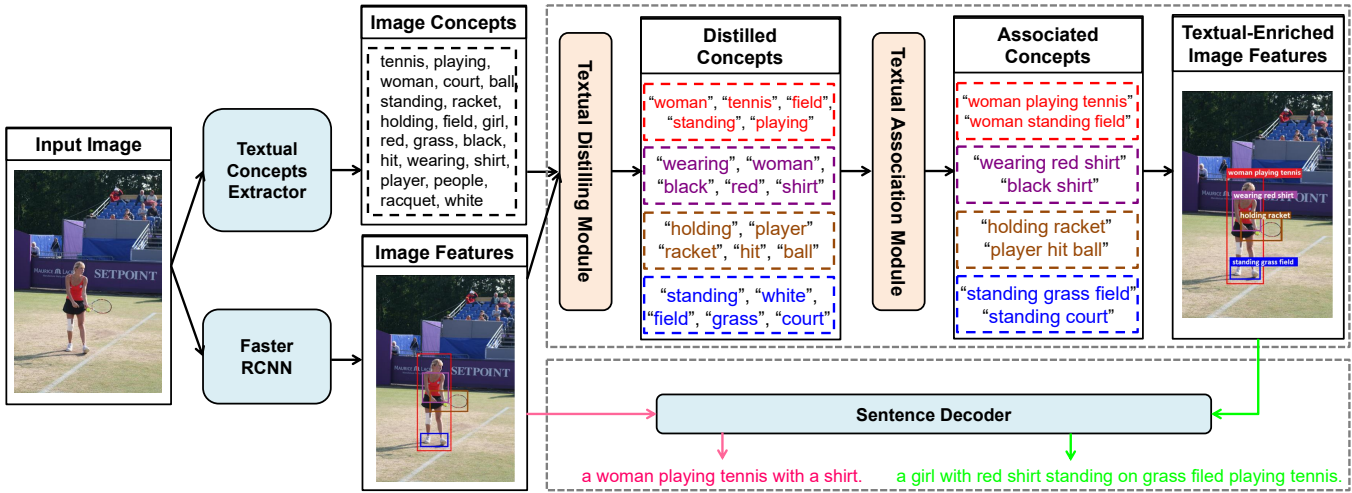 Input Image
MAURICE LAC
SETPOINT
Textual
Concepts
Extractor
Faster
RCNN
Image Concepts
tennis, playing,
woman, court, ball,
standing, racket,
holding, field, girl,
red, grass, black,
hit, wearing, shirt,
player, people,
racquet, white
Image Features
MAURICE LAC
SETPOINT
Textual Distilling Module
Distilled
Concepts
“woman”, “tennis”, “field”,
“standing”, “playing”
“wearing”, “woman”
“black”, “red”, “shirt”
“holding”, “player”
“racket”, “hit”, “ball”
“standing”, “white”,
“field”, “grass”, “court”
Textual Association Module
Associated
Concepts
“woman playing tennis”
“woman standing field”
“wearing red shirt”
“black shirt”
“holding racket”
“player hit ball”
“standing grass field”
“standing court”
Textual-Enriched
Image Features
woman playing tennis
wearing red shirt
holding racket
SETPOINT
standing grass field
Sentence Decoder
a woman playing tennis with a shirt.
a girl with red shirt standing on grass filed playing tennis.